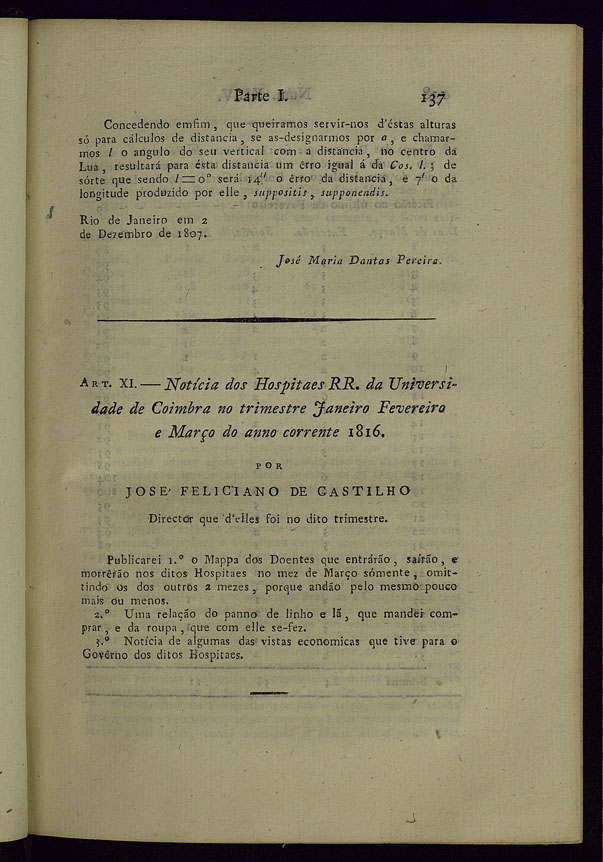 Parte I. 137
Concedendo emfim, que queiramos servir-nos d'éstas alturas
só para cálculos de distancia, se as-designarmos por a, e chamar-
mos l o angulo do seu vertical com a distancia, no centro da
Lua, resultará para ésta distancia um êrro igual á da Cos. l.; de
sórte que sendo l=0° será 14'' o êrro da distancia, e 7' o da
longitude produzido por elle, suppositis, supponendis.
Rio de Janeiro em 2
de Dezembro de 1807.
José Maria Dantas Pereira.
ART. XI. — Notícia dos Hospitaes RR. da Universi-
dade de Coimbra no trimestre Janeiro Fevereiro
e Março do anno corrente 1816.
POR
JOSE' FELICIANO DE CASTILHO
Director que d'elles foi no dito trimestre.
Publicarei 1.° o Mappa dos Doentes que entrárão, saírão, e
morrêrão nos ditos Hospitaes no mez de Março sómente, omit-
tindo os dos outros 2 mezes, porque andão pelo mesmo pouco
mais ou menos.
2.° Uma relação do panno de linho e lã, que mandei com-
prar, e da roupa, que com elle se-fez.
3.° Notícia de algumas das vistas economicas que tive para o
Govérno dos ditos Hospitaes.